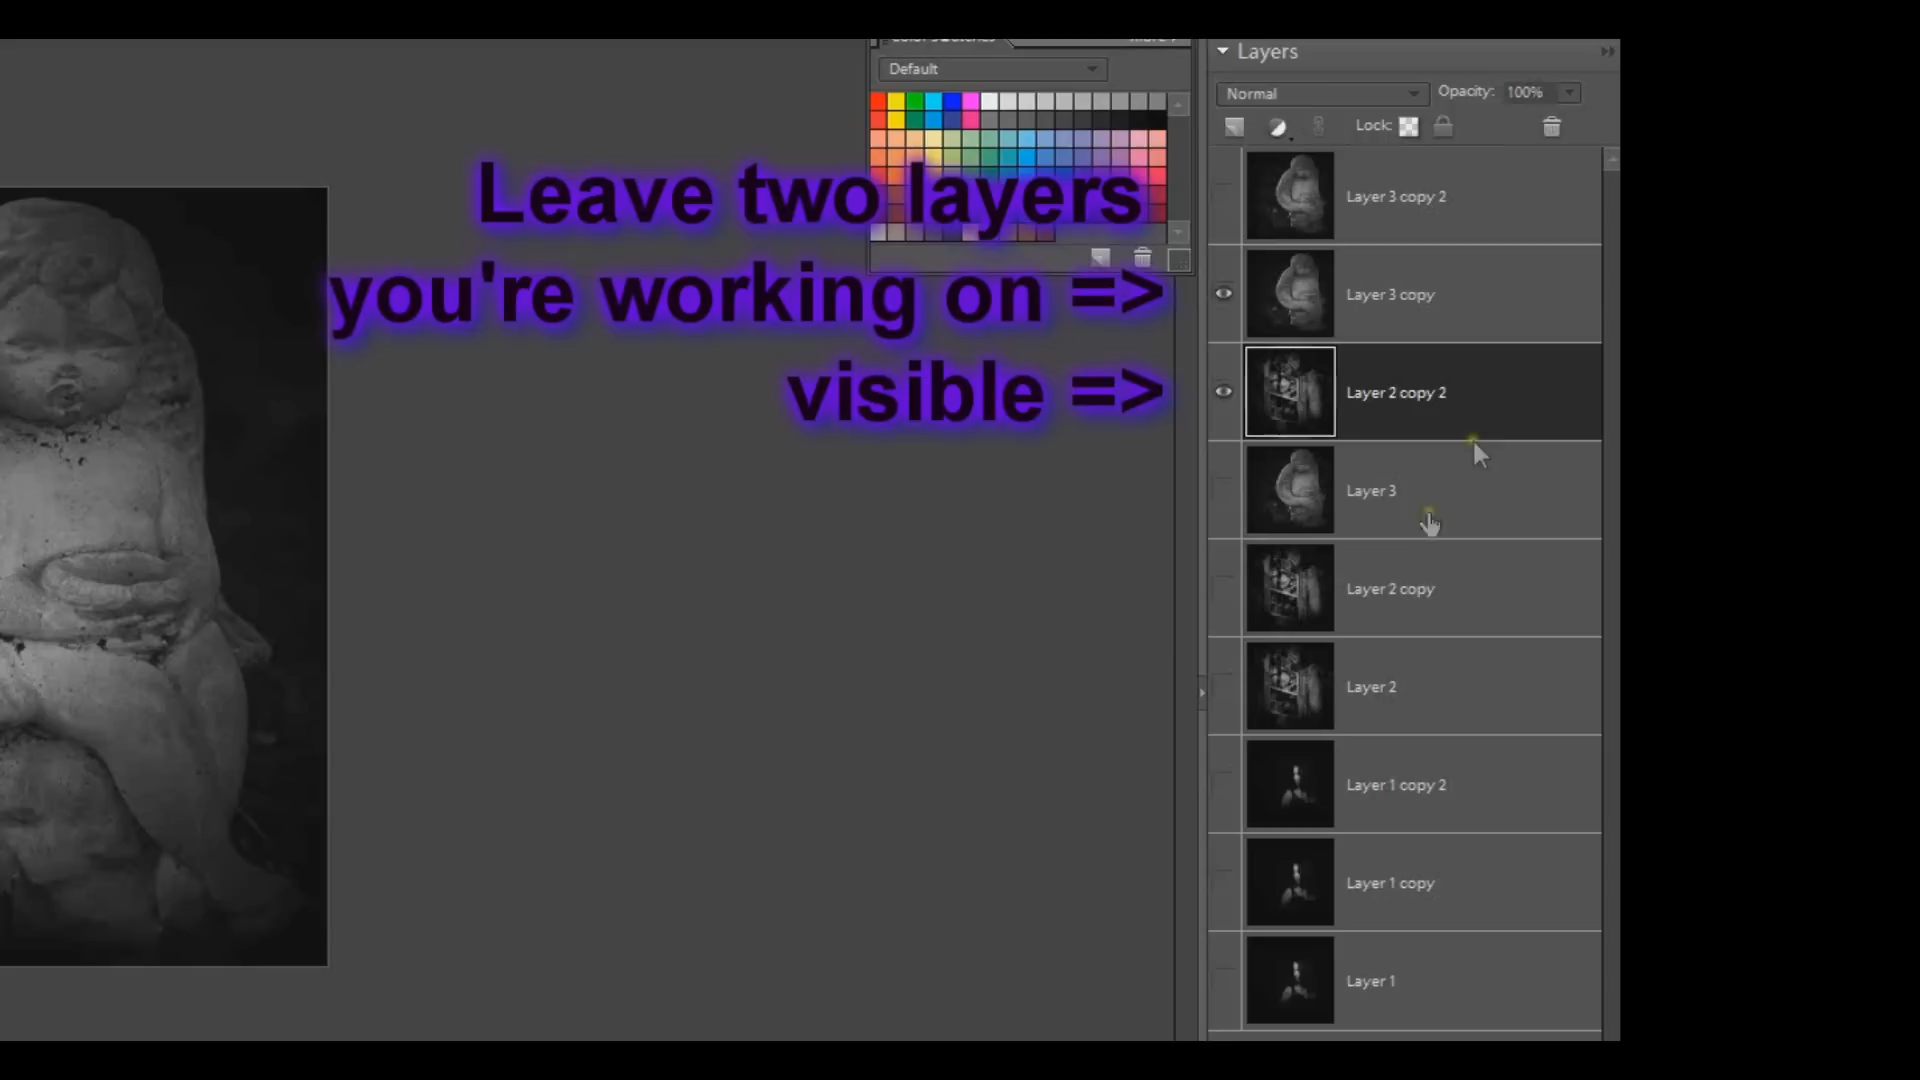 Layers
Default
Normal
Opacity: 100%
Lock:
Leave two layers
you're working on =>
visible =>
Layer 3 copy 2
Layer 3 copy
Layer 2 copy 2
Layer 3
Layer 2 copy
Layer 2
Layer 1 copy 2
Layer 1 copy
Layer 1